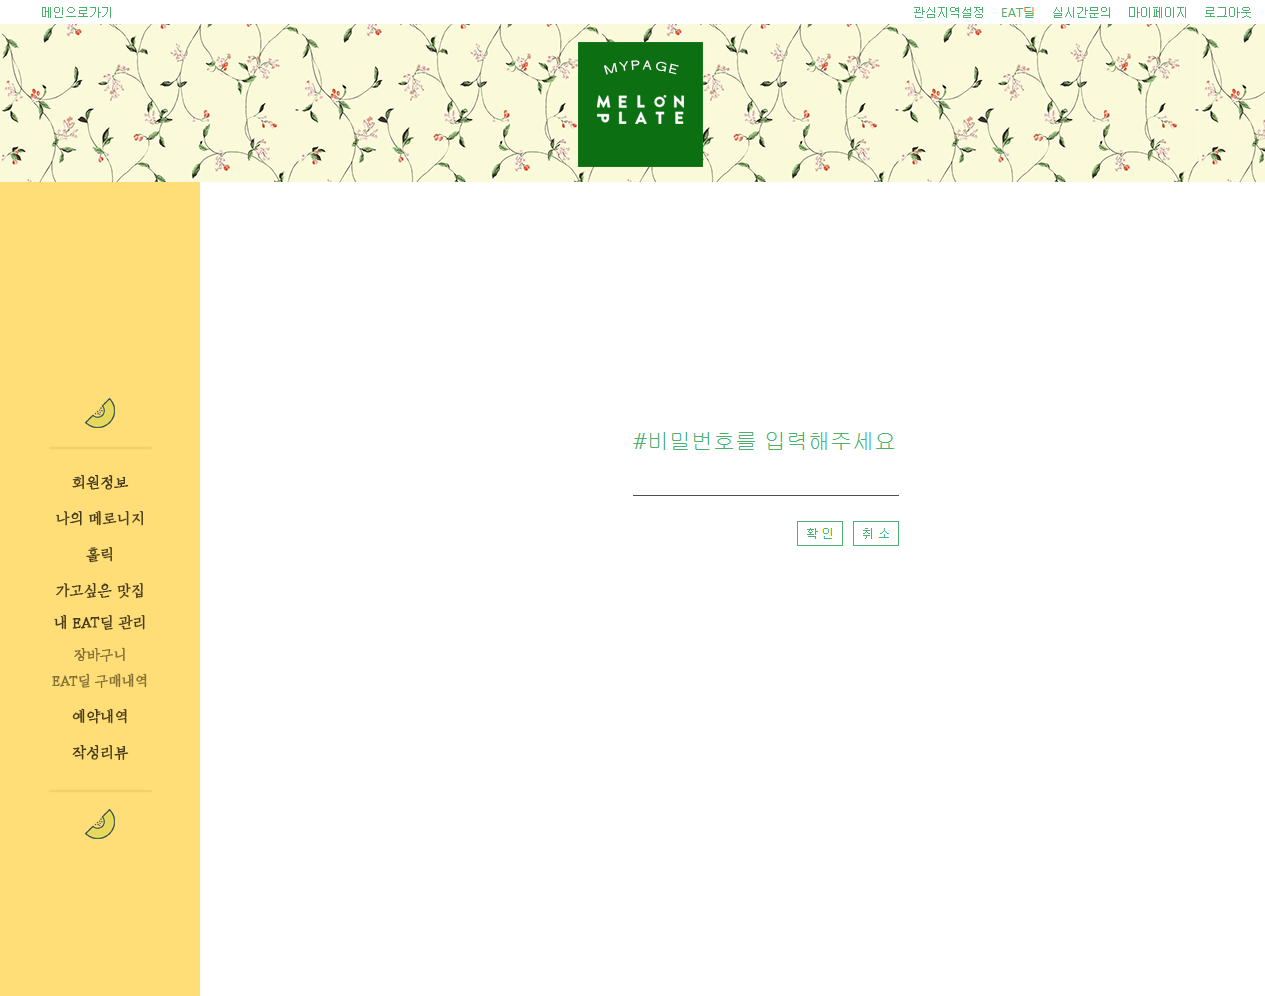 메인으로가기
관심지역설정 EAT딜 실시간문의 마이페이지 로그아웃
MYPAGE
MELON
PLATE
#비밀번호를 입력해주세요
확 인 취 소
회원정보
나의 메로니지
홀릭
가고싶은 맛집
내 EAT딜 관리
장바구니
EAT딜 구매내역
예약내역
작성리뷰